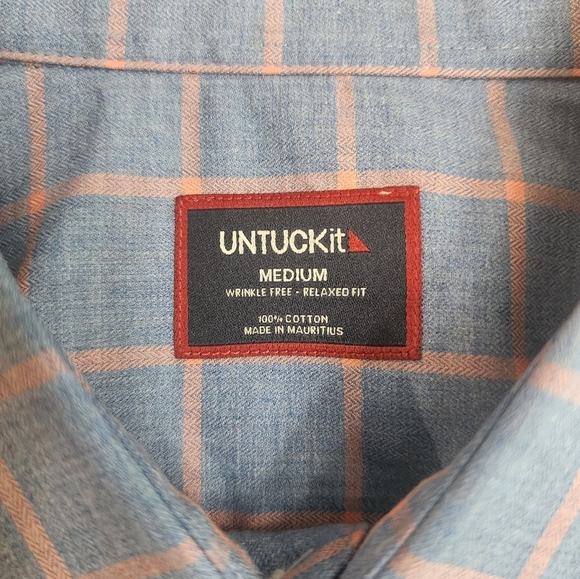 UNTUCKit
MEDIUM
WRINKLE FREE - RELAXED FIT
100% COTTON
MADE IN MAURITIUS